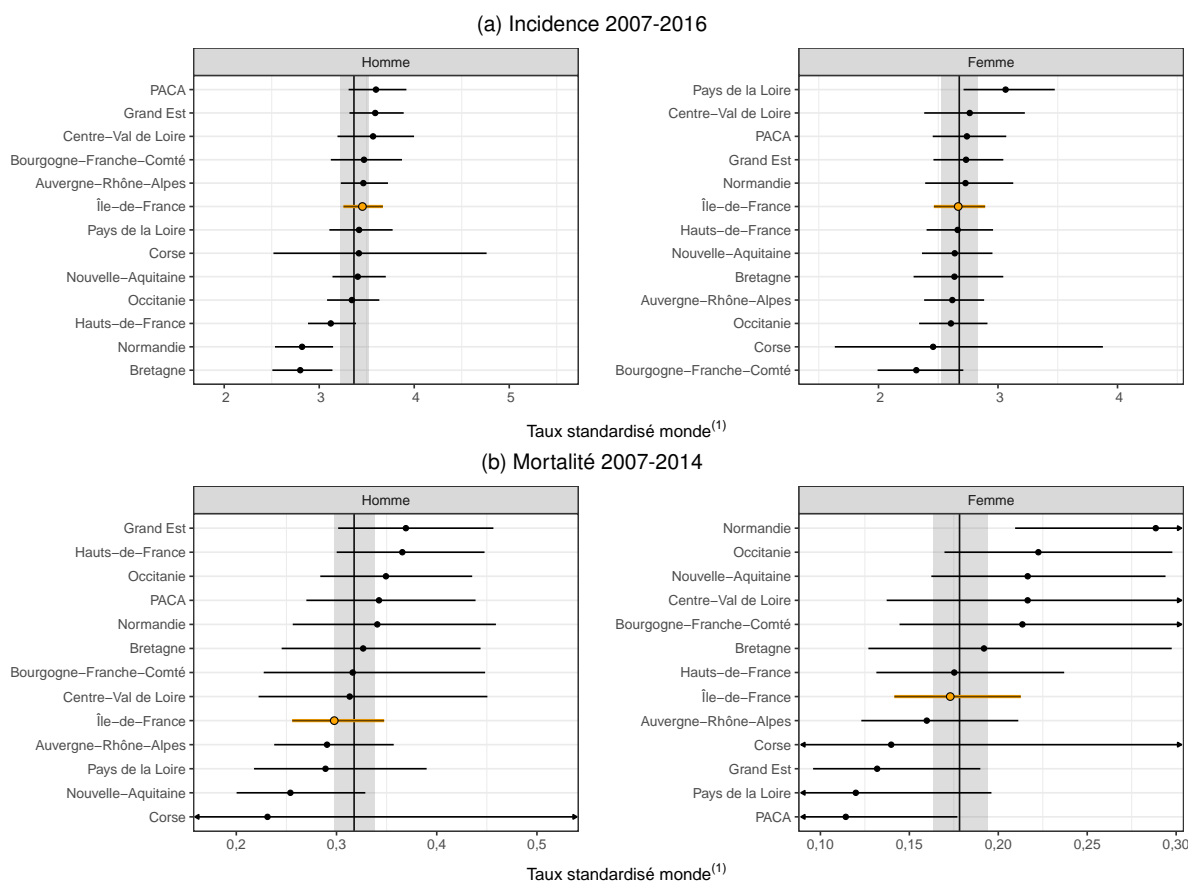 (a) Incidence 2007-2016
Homme
PACA
Grand Est
Centre−Val de Loire
Bourgogne−Franche−Comté
Auvergne−Rhône−Alpes
Île−de−France
Pays de la Loire
Corse
Nouvelle−Aquitaine
Occitanie
Hauts−de−France
Normandie
Bretagne
2 3 4 5
Femme
Pays de la Loire
Centre−Val de Loire
PACA
Grand Est
Normandie
Île−de−France
Hauts−de−France
Nouvelle−Aquitaine
Bretagne
Auvergne−Rhône−Alpes
Occitanie
Corse
Bourgogne−Franche−Comté
2 3 4
Taux standardisé monde(1)
(b) Mortalité 2007-2014
Homme
Grand Est
Hauts−de−France
Occitanie
PACA
Normandie
Bretagne
Bourgogne−Franche−Comté
Centre−Val de Loire
Île−de−France
Auvergne−Rhône−Alpes
Pays de la Loire
Nouvelle−Aquitaine
Corse
0,2 0,3 0,4 0,5
Femme
Normandie
Occitanie
Nouvelle−Aquitaine
Centre−Val de Loire
Bourgogne−Franche−Comté
Bretagne
Hauts−de−France
Île−de−France
Auvergne−Rhône−Alpes
Corse
Grand Est
Pays de la Loire
PACA
0,10 0,15 0,20 0,25 0,30
Taux standardisé monde(1)